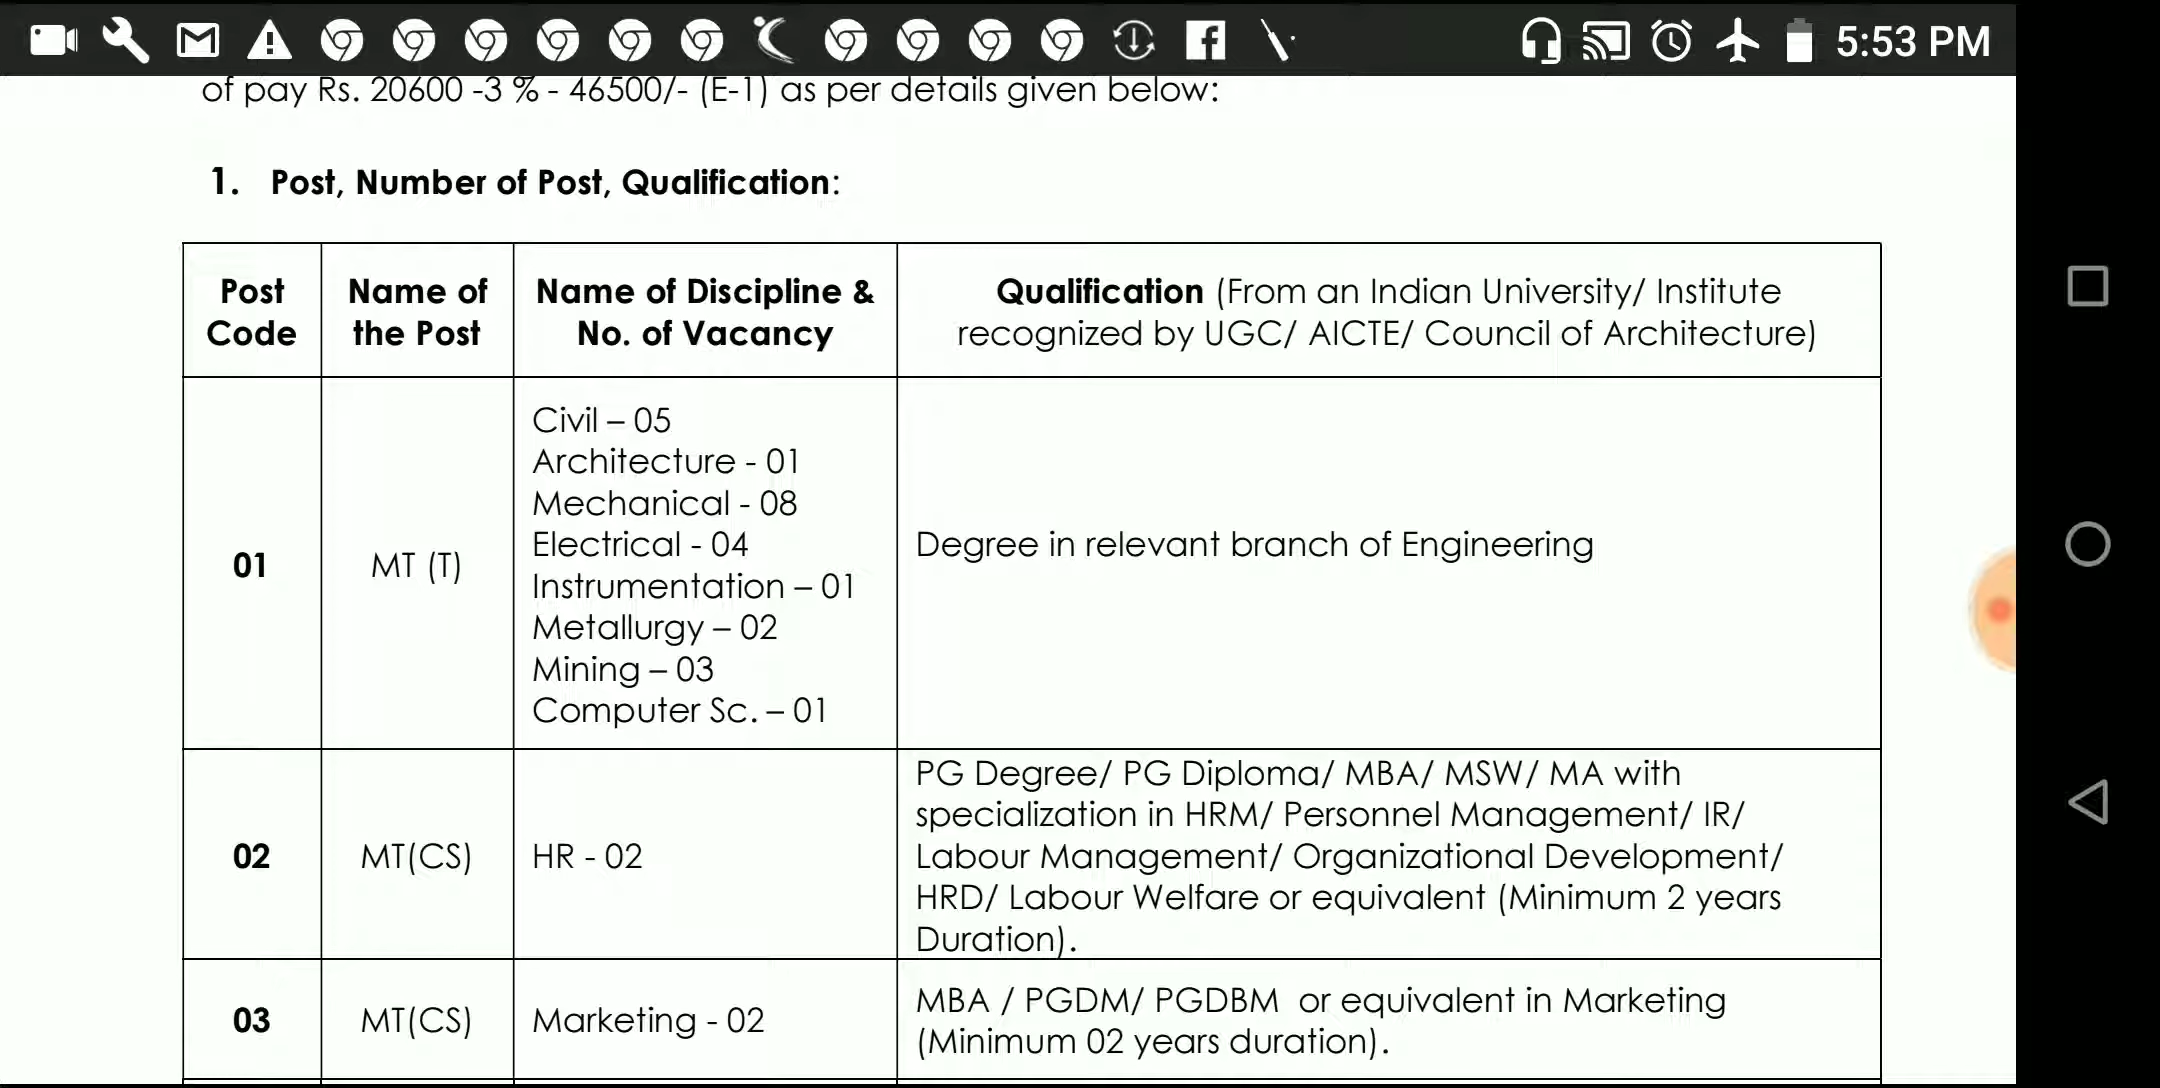 5:53 PM
of pay Rs. 20600 -3 % - 46500/- (E-1) as per details given below:
1. Post, Number of Post, Qualification:
Post
Code
Name of
the Post
Name of Discipline &
No. of Vacancy
Qualification (From an Indian University/ Institute
recognized by UGC/ AICTE/ Council of Architecture)
01
MT (T)
Civil – 05
Architecture - 01
Mechanical - 08
Electrical - 04
Instrumentation – 01
Metallurgy – 02
Mining – 03
Computer Sc. – 01
Degree in relevant branch of Engineering
02
MT(CS)
HR - 02
PG Degree/ PG Diploma/ MBA/ MSW/ MA with
specialization in HRM/ Personnel Management/ IR/
Labour Management/ Organizational Development/
HRD/ Labour Welfare or equivalent (Minimum 2 years
Duration).
03
MT(CS)
Marketing - 02
MBA / PGDM/ PGDBM or equivalent in Marketing
(Minimum 02 years duration).